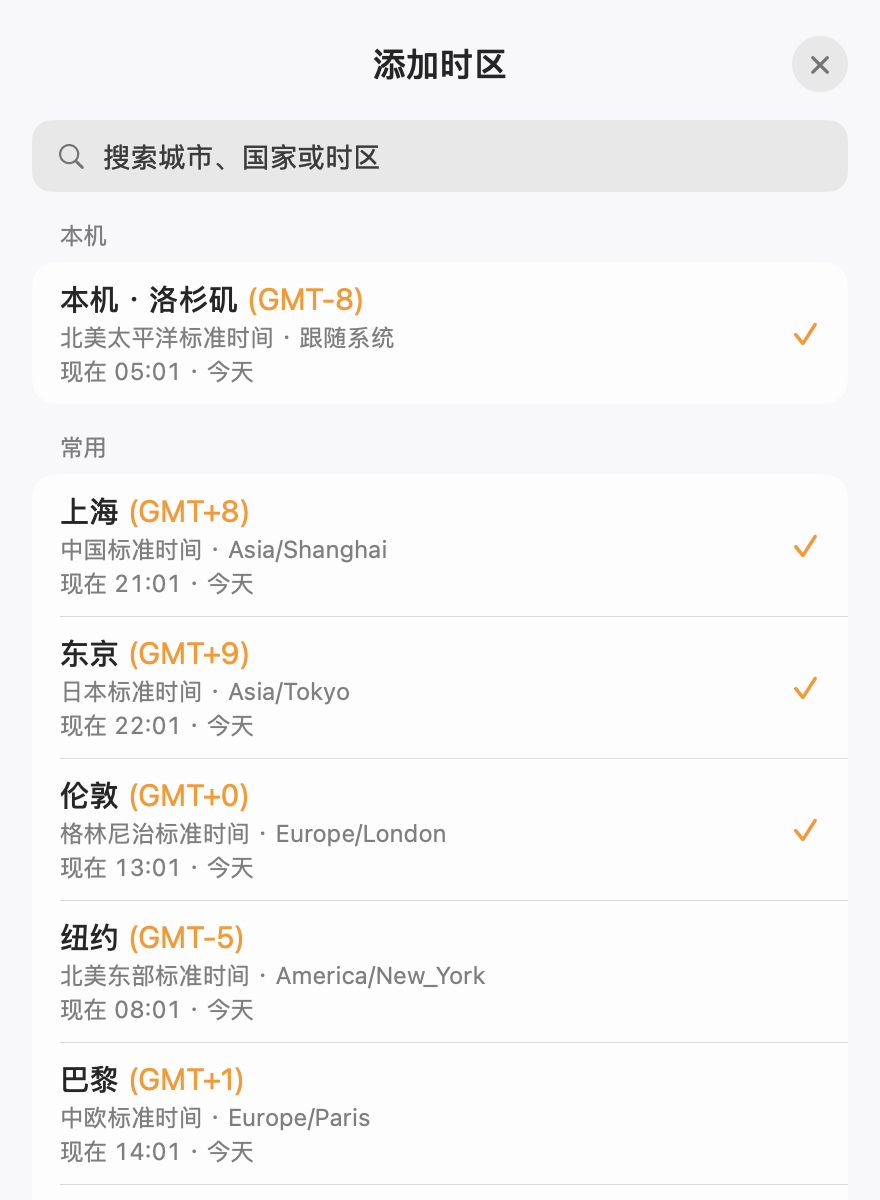 添加时区
搜索城市、国家或时区
本机
本机 · 洛杉矶 (GMT-8)
北美太平洋标准时间 · 跟随系统
现在 05:01 · 今天
常用
上海 (GMT+8)
中国标准时间 · Asia/Shanghai
现在 21:01 · 今天
东京 (GMT+9)
日本标准时间 · Asia/Tokyo
现在 22:01 · 今天
伦敦 (GMT+0)
格林尼治标准时间 · Europe/London
现在 13:01 · 今天
纽约 (GMT-5)
北美东部标准时间 · America/New_York
现在 08:01 · 今天
巴黎 (GMT+1)
中欧标准时间 · Europe/Paris
现在 14:01 · 今天